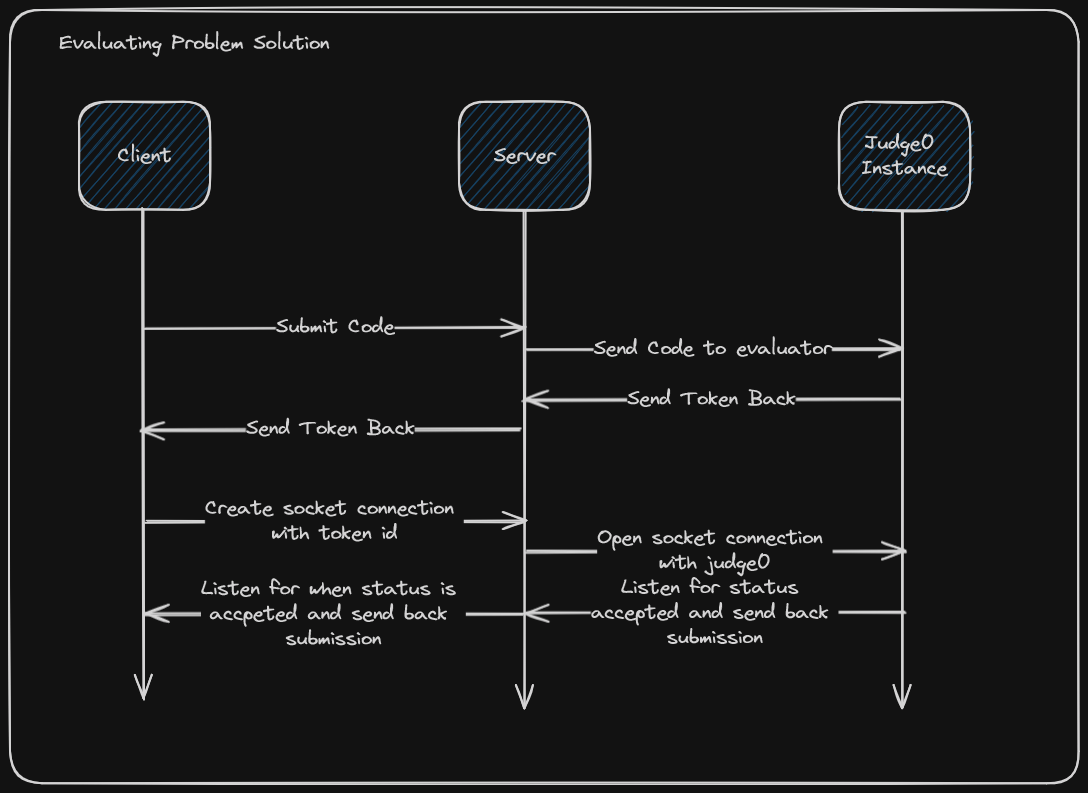 Evaluating Problem Solution
Client
Server
Judge0
Instance
Submit Code
Send Code to evaluator
Send Token Back
Send Token Back
Create socket connection
with token id
Open socket connection
with judge0
Listen for when status is
accpeted and send back
submission
Listen for status
accepted and send back
submission